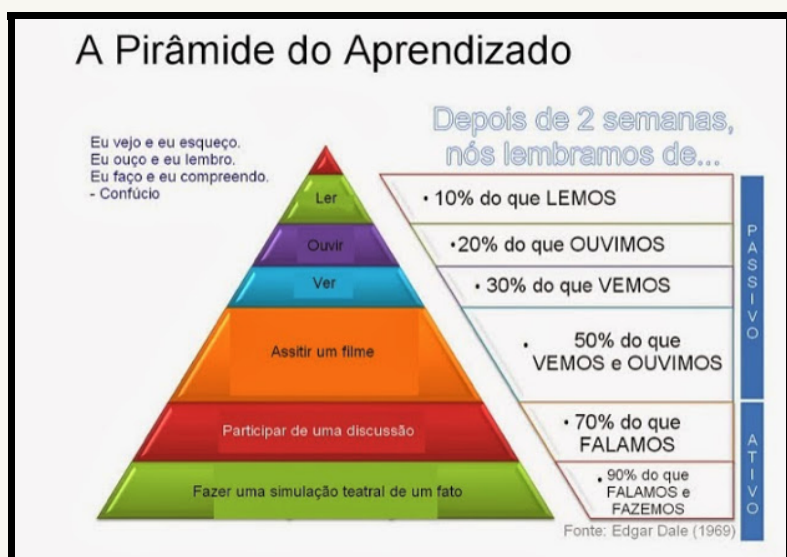 A Pirâmide do Aprendizado
Depois de 2 semanas,
nós lembramos de...
Eu vejo e eu esqueço.
Eu ouço e eu lembro.
Eu faço e eu compreendo.
- Confúcio
Ler
• 10% do que LEMOS
Ouvir
•20% do que OUVIMOS
Ver
• 30% do que VEMOS
Assitir um filme
• 50% do que
VEMOS e OUVIMOS
PASSIVO
Participar de uma discussão
• 70% do que
FALAMOS
Fazer uma simulação teatral de um fato
• 90% do que
FALAMOS e
FAZEMOS
ATIVO
Fonte: Edgar Dale (1969)